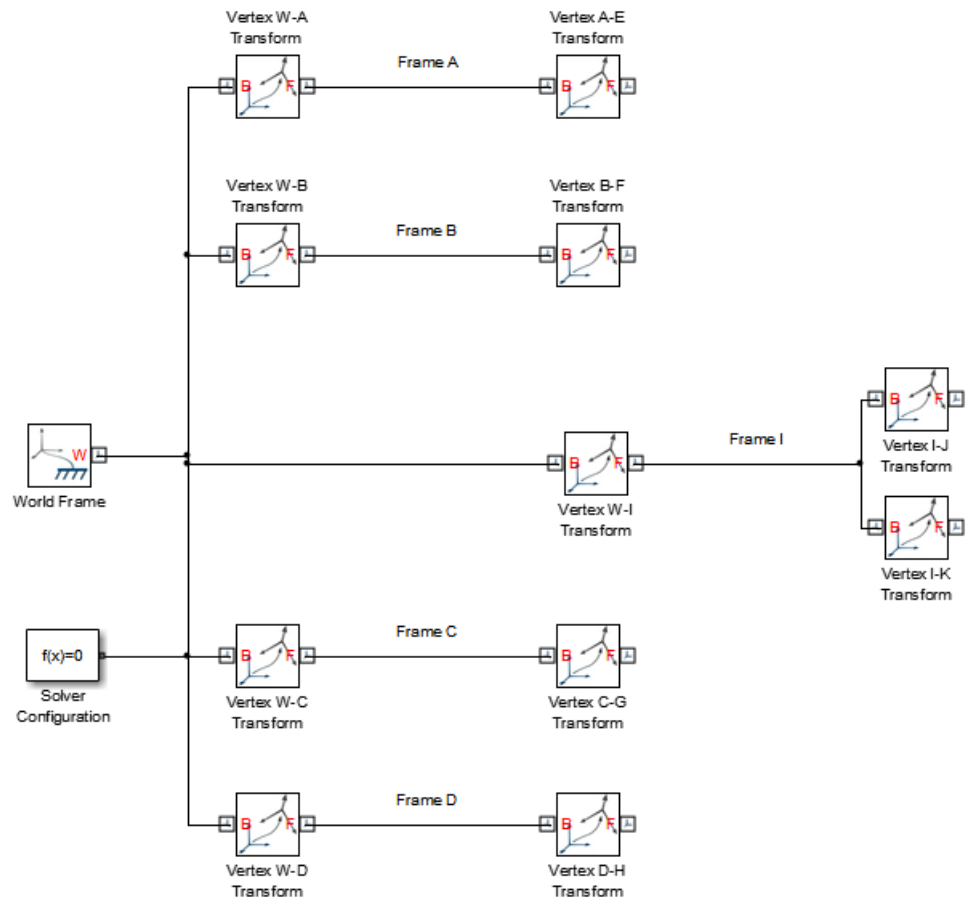 Vertex W-A
Transform
Vertex A-E
Transform
Frame A
B F
B F
Vertex W-B
Transform
Vertex B-F
Transform
Frame B
B F
B F
B F
Vertex I-J
Transform
Frame I
W
World Frame
B F
Vertex W-I
Transform
B F
Vertex I-K
Transform
Frame C
f(x)=0
Solver
Configuration
B F
Vertex W-C
Transform
B F
Vertex C-G
Transform
Frame D
B F
Vertex W-D
Transform
B F
Vertex D-H
Transform